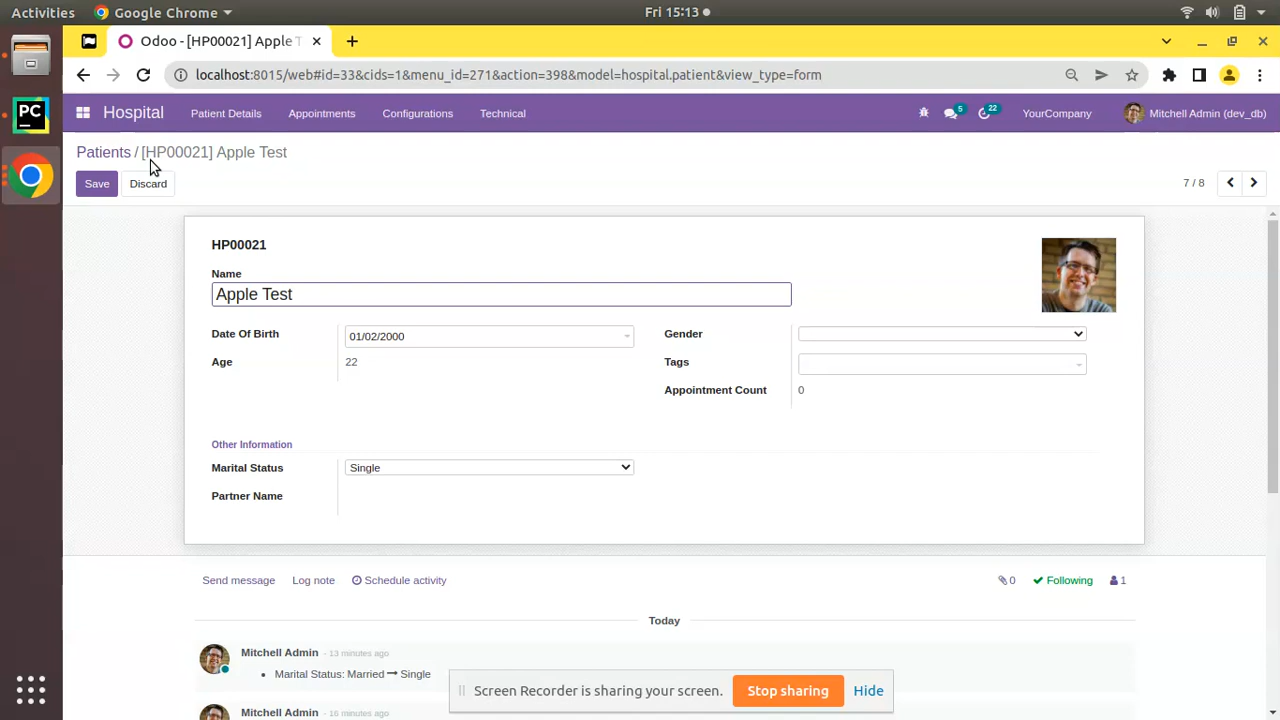 Activities Google Chrome Fri 15:13
Odoo - [HP00021] Apple T
localhost:8015/web#id=33&cids=1&menu_id=271&action=398&model=hospital.patient&view_type=form
PC
Hospital Patient Details Appointments Configurations Technical 5 22 YourCompany Mitchell Admin (dev_db)
Patients / [HP00021] Apple Test
Save Discard 7 / 8
HP00021
Name
Apple Test
Date Of Birth 01/02/2000 Gender
Age 22 Tags
Appointment Count 0
Other Information
Marital Status Single
Partner Name
Send message Log note Schedule activity 0 Following 1
Today
Mitchell Admin - 13 minutes ago
Marital Status: Married → Single
Screen Recorder is sharing your screen. Stop sharing Hide
Mitchell Admin - 16 minutes ago